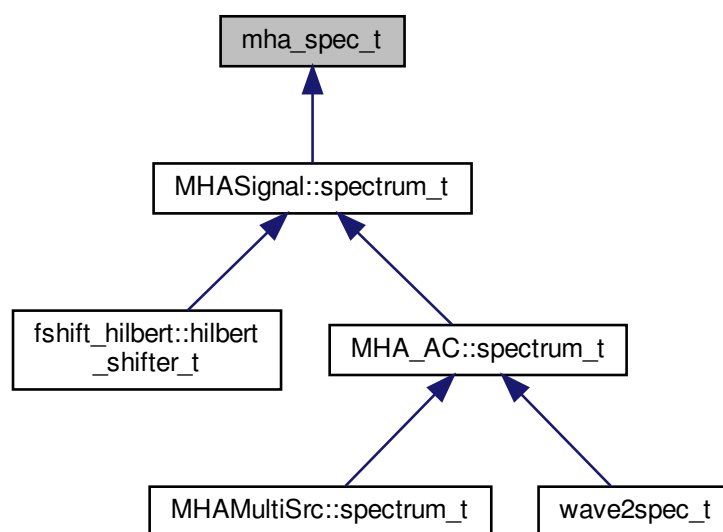 mha_spec_t
MHASignal::spectrum_t
fshift_hilbert::hilbert
_shifter_t
MHA_AC::spectrum_t
MHAMultiSrc::spectrum_t
wave2spec_t